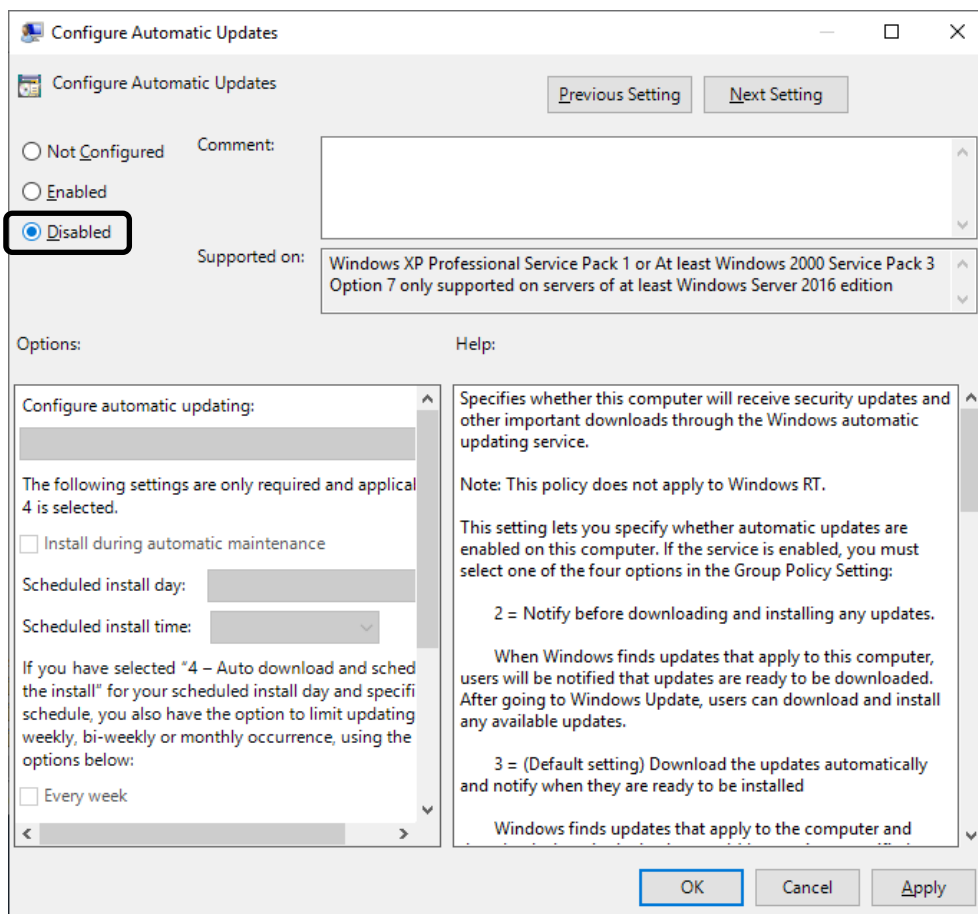 Configure Automatic Updates
Configure Automatic Updates
Previous Setting
Next Setting
Not Configured
Comment:
Enabled
Disabled
Supported on:
Windows XP Professional Service Pack 1 or At least Windows 2000 Service Pack 3
Option 7 only supported on servers of at least Windows Server 2016 edition
Options:
Help:
Configure automatic updating:
The following settings are only required and applical
4 is selected.
Install during automatic maintenance
Scheduled install day:
Scheduled install time:
If you have selected “4 – Auto download and sched
the install” for your scheduled install day and specifi
schedule, you also have the option to limit updating
weekly, bi-weekly or monthly occurrence, using the
options below:
Every week
Specifies whether this computer will receive security updates and
other important downloads through the Windows automatic
updating service.
Note: This policy does not apply to Windows RT.
This setting lets you specify whether automatic updates are
enabled on this computer. If the service is enabled, you must
select one of the four options in the Group Policy Setting:
2 = Notify before downloading and installing any updates.
When Windows finds updates that apply to this computer,
users will be notified that updates are ready to be downloaded.
After going to Windows Update, users can download and install
any available updates.
3 = (Default setting) Download the updates automatically
and notify when they are ready to be installed
Windows finds updates that apply to the computer and
OK
Cancel
Apply